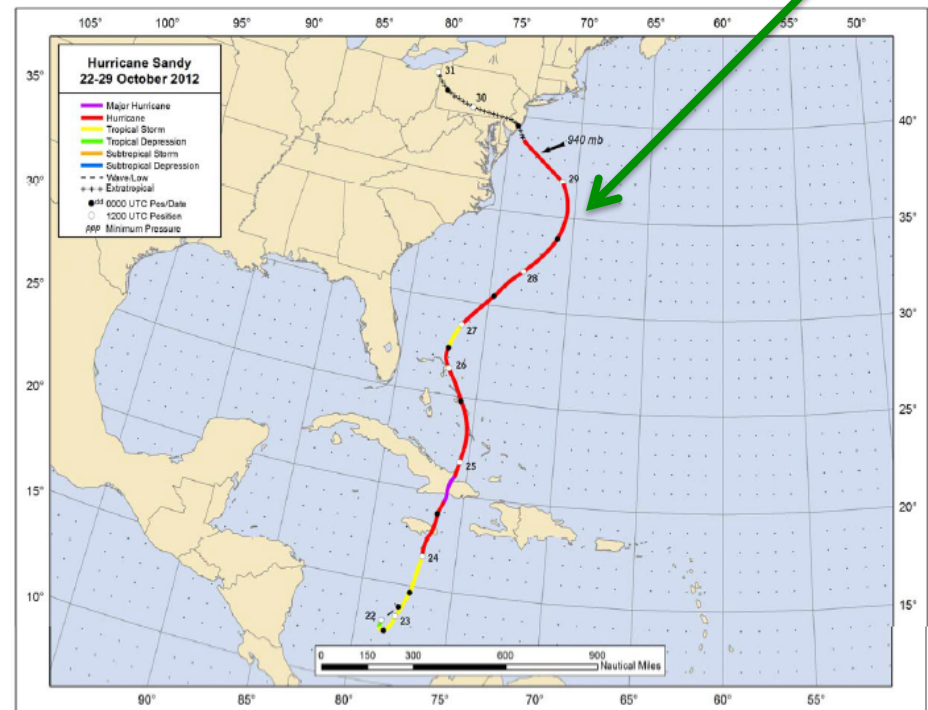 105° 95° 90° 85° 80° 75° 70° 65° 60° 55° 50°
Hurricane Sandy
22-29 October 2012
Major Hurricane
Hurricane
Tropical Storm
Tropical Depression
Subtropical Storm
Subtropical Depression
Wave/Low
Extratropical
dd 0000 UTC Pos/Date
1200 UTC Position
PPP Minimum Pressure
31
30
940 mb
29
28
27
26
25
24
23
22
35°
30°
25°
20°
15°
10°
40°
35°
30°
25°
20°
15°
0 150 300 600 900
Nautical Miles
90° 85° 80° 75° 70° 65° 60° 55°